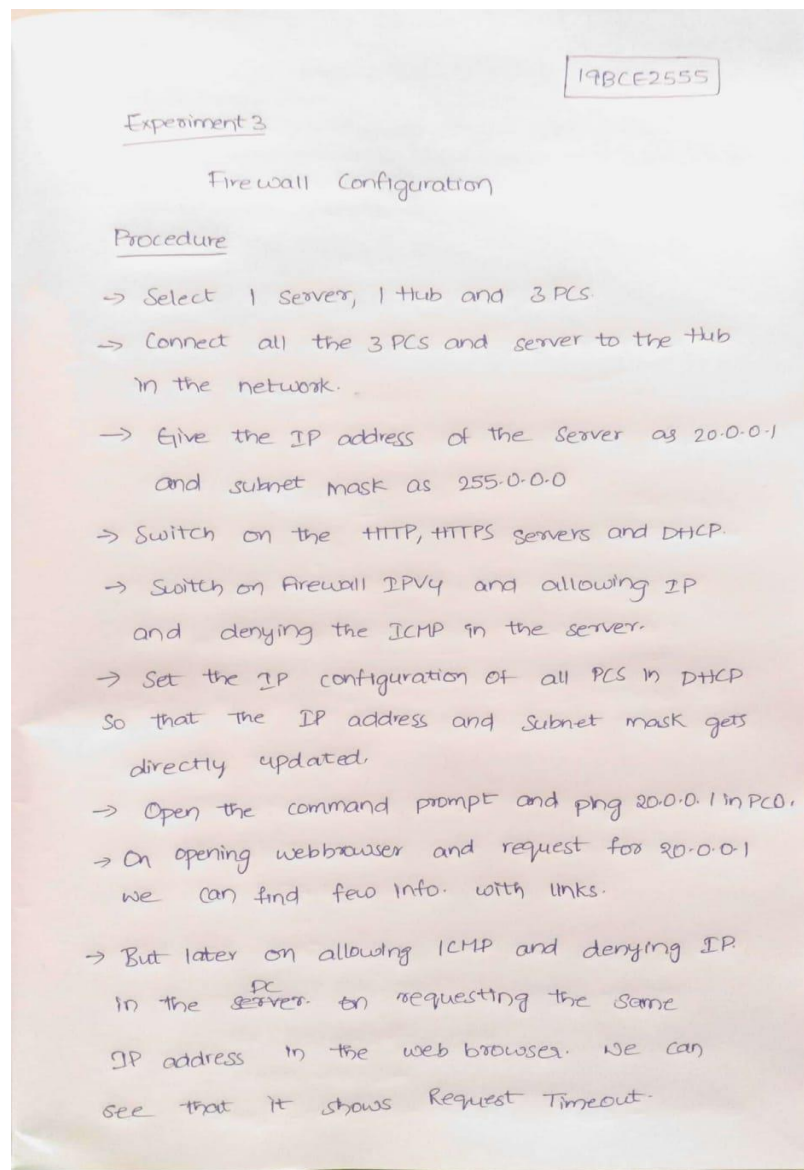 19BCE2555
Experiment 3
Firewall Configuration
Procedure
→ Select 1 Server, 1 Hub and 3 PCS.
→ Connect all the 3 PCS and server to the Hub
in the network.
→ Give the IP address of the Server as 20.0.0.1
and subnet mask as 255.0.0.0
→ Switch on the HTTP, HTTPS servers and DHCP.
→ Switch on Firewall IPV4 and allowing IP
and denying the ICMP in the server.
→ Set the IP configuration of all PCS in DHCP
So that The IP address and Subnet mask gets
directly updated.
→ Open the command prompt and ping 20.0.0.1 in PC0.
→ On opening webbrowser and request for 20.0.0.1
we can find few info. with links.
→ But later on allowing ICMP and denying IP.
PC
in the server. on requesting the same
IP address in the web browser. We can
see that it shows Request Timeout.